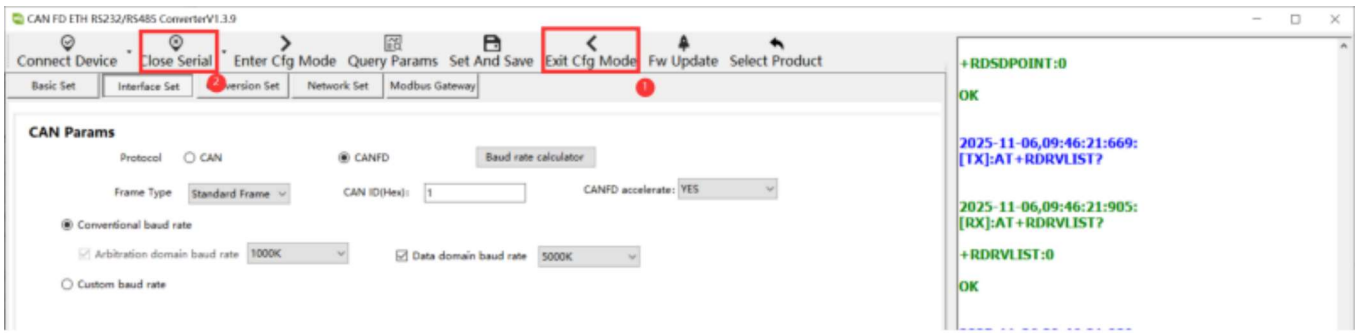 CAN FD ETH RS232/RS485 ConverterV1.3.9
Connect Device Close Serial Enter Cfg Mode Query Params Set And Save Exit Cfg Mode Fw Update Select Product
2 1
Basic Set Interface Set version Set Network Set Modbus Gateway
CAN Params
Protocol CAN CANFD Baud rate calculator
Frame Type Standard Frame CAN ID(Hex): 1 CANFD accelerate: YES
Conventional baud rate
Arbitration domain baud rate 1000K Data domain baud rate 5000K
Custom baud rate
+RDSDPOINT:0
OK
2025-11-06,09:46:21:669:
[TX]:AT+RDRVLIST?
2025-11-06,09:46:21:905:
[RX]:AT+RDRVLIST?
+RDRVLIST:0
OK